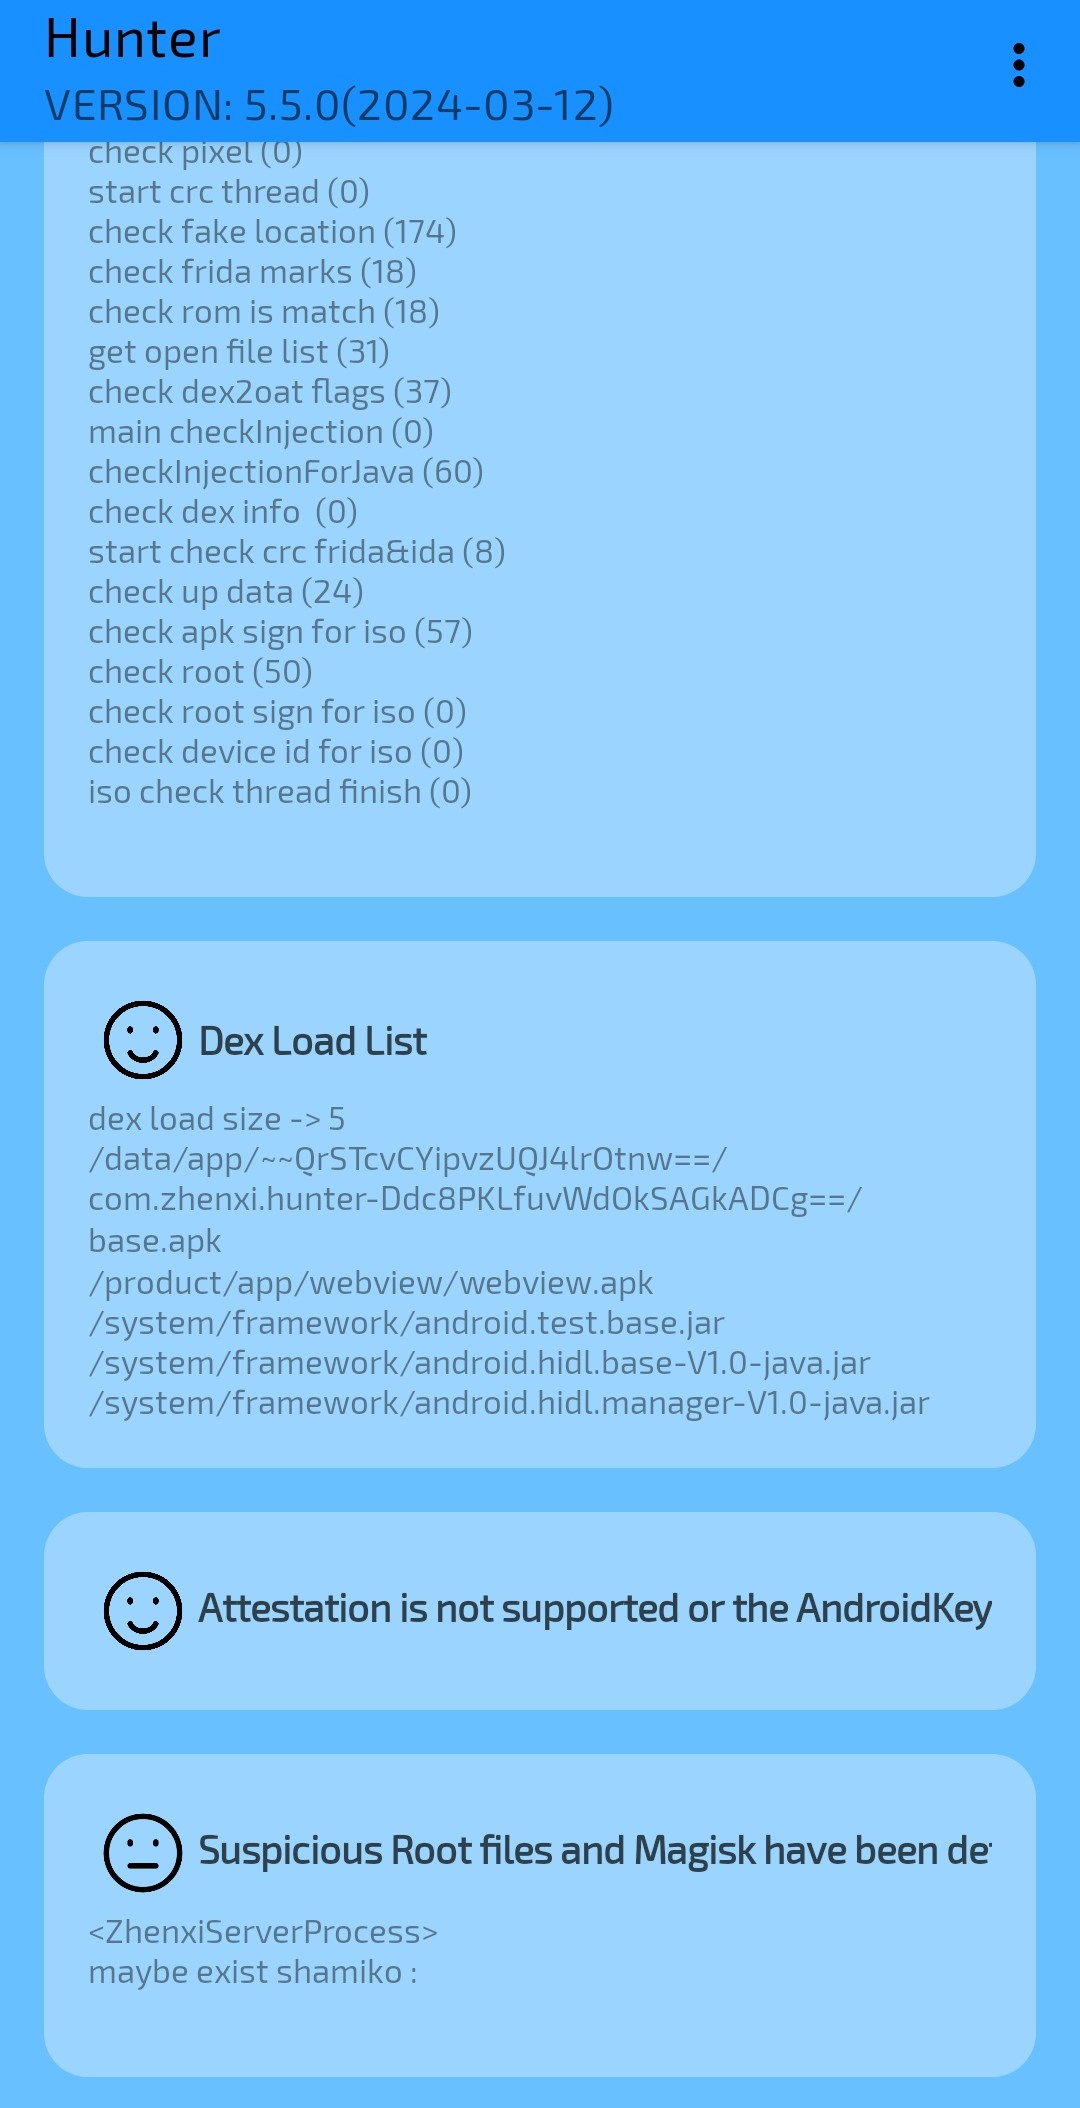 Hunter
VERSION: 5.5.0(2024-03-12)
check pixel (0)
start crc thread (0)
check fake location (174)
check frida marks (18)
check rom is match (18)
get open file list (31)
check dex2oat flags (37)
main checkInjection (0)
checkInjectionForJava (60)
check dex info  (0)
start check crc frida&ida (8)
check up data (24)
check apk sign for iso (57)
check root (50)
check root sign for iso (0)
check device id for iso (0)
iso check thread finish (0)
Dex Load List
dex load size -> 5
/data/app/~~QrSTcvCYipvzUQJ4lrOtnw==/
com.zhenxi.hunter-Ddc8PKLfuvWdOkSAGkADCg==/
base.apk
/product/app/webview/webview.apk
/system/framework/android.test.base.jar
/system/framework/android.hidl.base-V1.0-java.jar
/system/framework/android.hidl.manager-V1.0-java.jar
Attestation is not supported or the AndroidKey
Suspicious Root files and Magisk have been de
<ZhenxiServerProcess>
maybe exist shamiko :